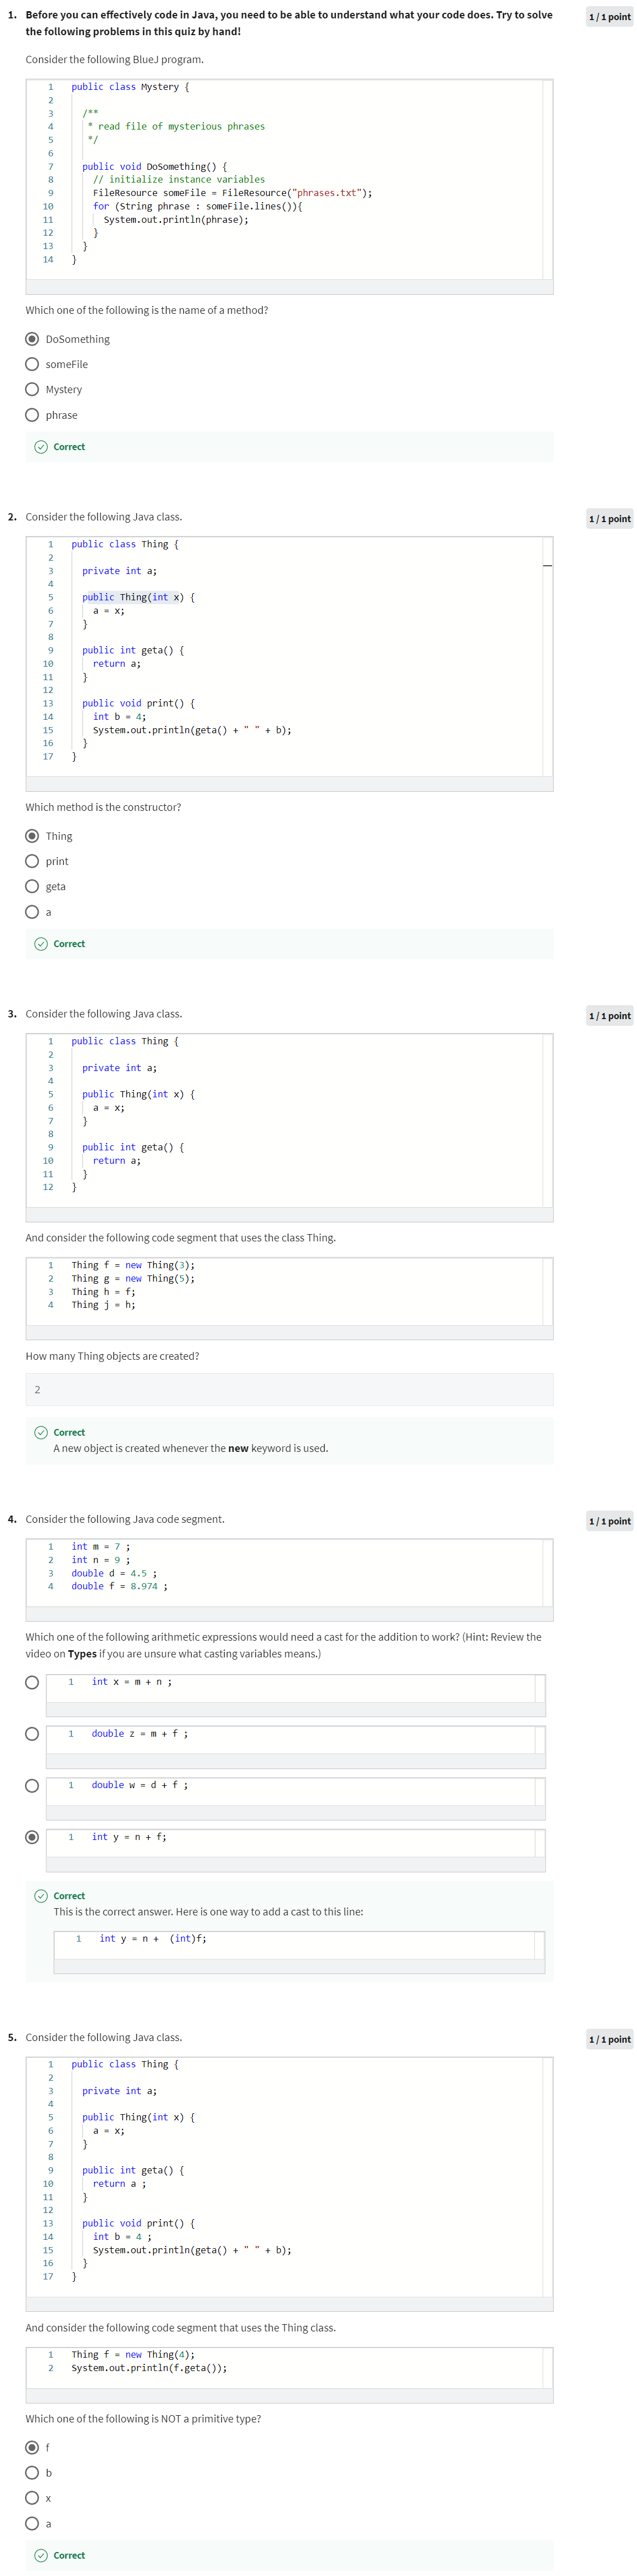 1. Before you can effectively code in Java, you need to be able to understand what your code does. Try to solve
the following problems in this quiz by hand!
1 / 1 point
Consider the following BlueJ program.
1 public class Mystery {
2
3 /**
4 * read file of mysterious phrases
5 */
6
7 public void DoSomething() {
8 // initialize instance variables
9 FileResource someFile = FileResource("phrases.txt");
10 for (String phrase : someFile.lines()){
11 System.out.println(phrase);
12 }
13 }
14 }
Which one of the following is the name of a method?
DoSomething
someFile
Mystery
phrase
Correct
2. Consider the following Java class.
1 / 1 point
1 public class Thing {
2
3 private int a;
4
5 public Thing(int x) {
6 a = x;
7 }
8
9 public int geta() {
10 return a;
11 }
12
13 public void print() {
14 int b = 4;
15 System.out.println(geta() + " " + b);
16 }
17 }
Which method is the constructor?
Thing
print
geta
a
Correct
3. Consider the following Java class.
1 / 1 point
1 public class Thing {
2
3 private int a;
4
5 public Thing(int x) {
6 a = x;
7 }
8
9 public int geta() {
10 return a;
11 }
12 }
And consider the following code segment that uses the class Thing.
1 Thing f = new Thing(3);
2 Thing g = new Thing(5);
3 Thing h = f;
4 Thing j = h;
How many Thing objects are created?
2
Correct
A new object is created whenever the new keyword is used.
4. Consider the following Java code segment.
1 / 1 point
1 int m = 7 ;
2 int n = 9 ;
3 double d = 4.5 ;
4 double f = 8.974 ;
Which one of the following arithmetic expressions would need a cast for the addition to work? (Hint: Review the
video on Types if you are unsure what casting variables means.)
1 int x = m + n ;
1 double z = m + f ;
1 double w = d + f ;
1 int y = n + f;
Correct
This is the correct answer. Here is one way to add a cast to this line:
1 int y = n + (int)f;
5. Consider the following Java class.
1 / 1 point
1 public class Thing {
2
3 private int a;
4
5 public Thing(int x) {
6 a = x;
7 }
8
9 public int geta() {
10 return a ;
11 }
12
13 public void print() {
14 int b = 4 ;
15 System.out.println(geta() + " " + b);
16 }
17 }
And consider the following code segment that uses the Thing class.
1 Thing f = new Thing(4);
2 System.out.println(f.geta());
Which one of the following is NOT a primitive type?
f
b
x
a
Correct